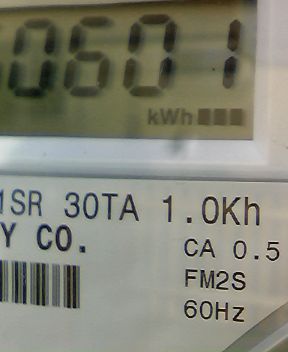 0601
kWh
1SR 30TA 1.0Kh
Y CO.
CA 0.5
FM2S
60Hz